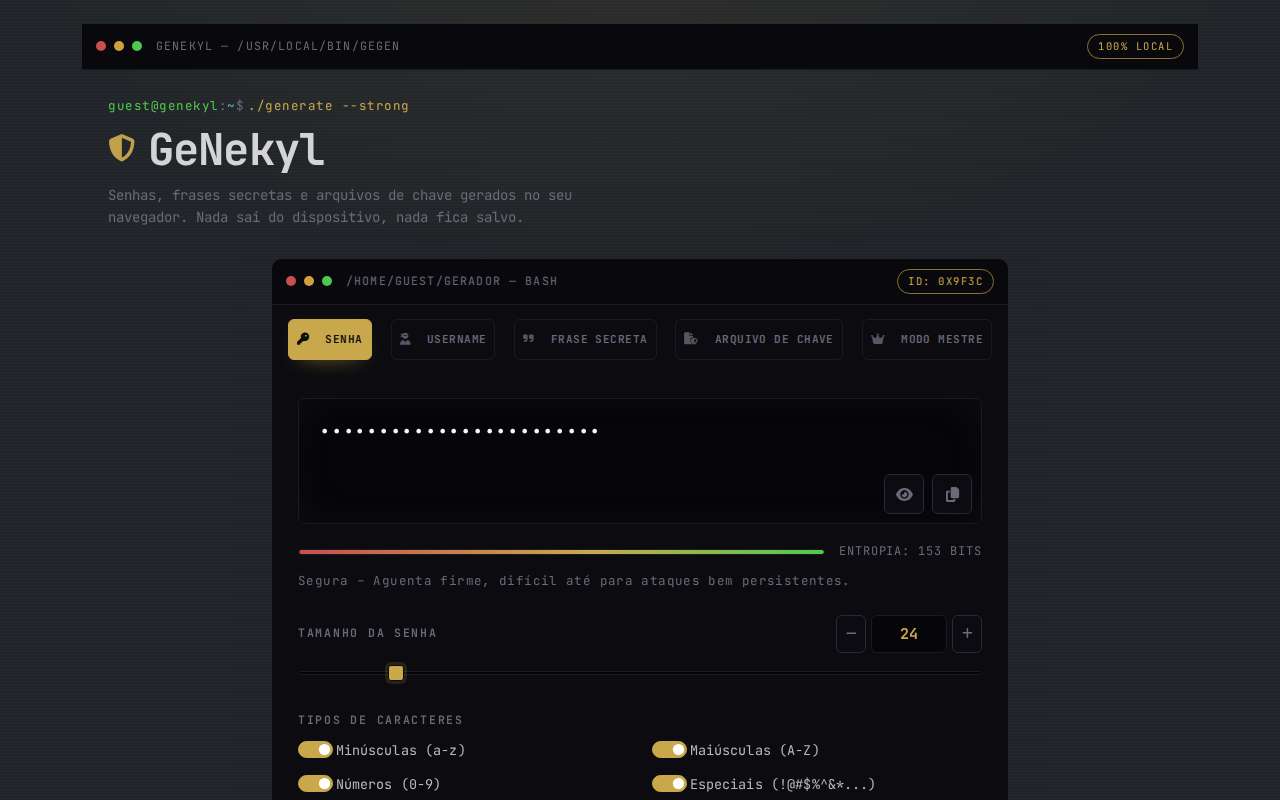 GENEKYL — /USR/LOCAL/BIN/GEGEN
100% LOCAL
guest@genekyl:~$ ./generate --strong
GeNekyl
Senhas, frases secretas e arquivos de chave gerados no seu
navegador. Nada sai do dispositivo, nada fica salvo.
/HOME/GUEST/GERADOR — BASH
ID: 0X9F3C
SENHA
USERNAME
FRASE SECRETA
ARQUIVO DE CHAVE
MODO MESTRE
ENTROPIA: 153 BITS
Segura – Aguenta firme, difícil até para ataques bem persistentes.
TAMANHO DA SENHA
− 24 +
TIPOS DE CARACTERES
Minúsculas (a-z)
Maiúsculas (A-Z)
Números (0-9)
Especiais (!@#$%^&*...)